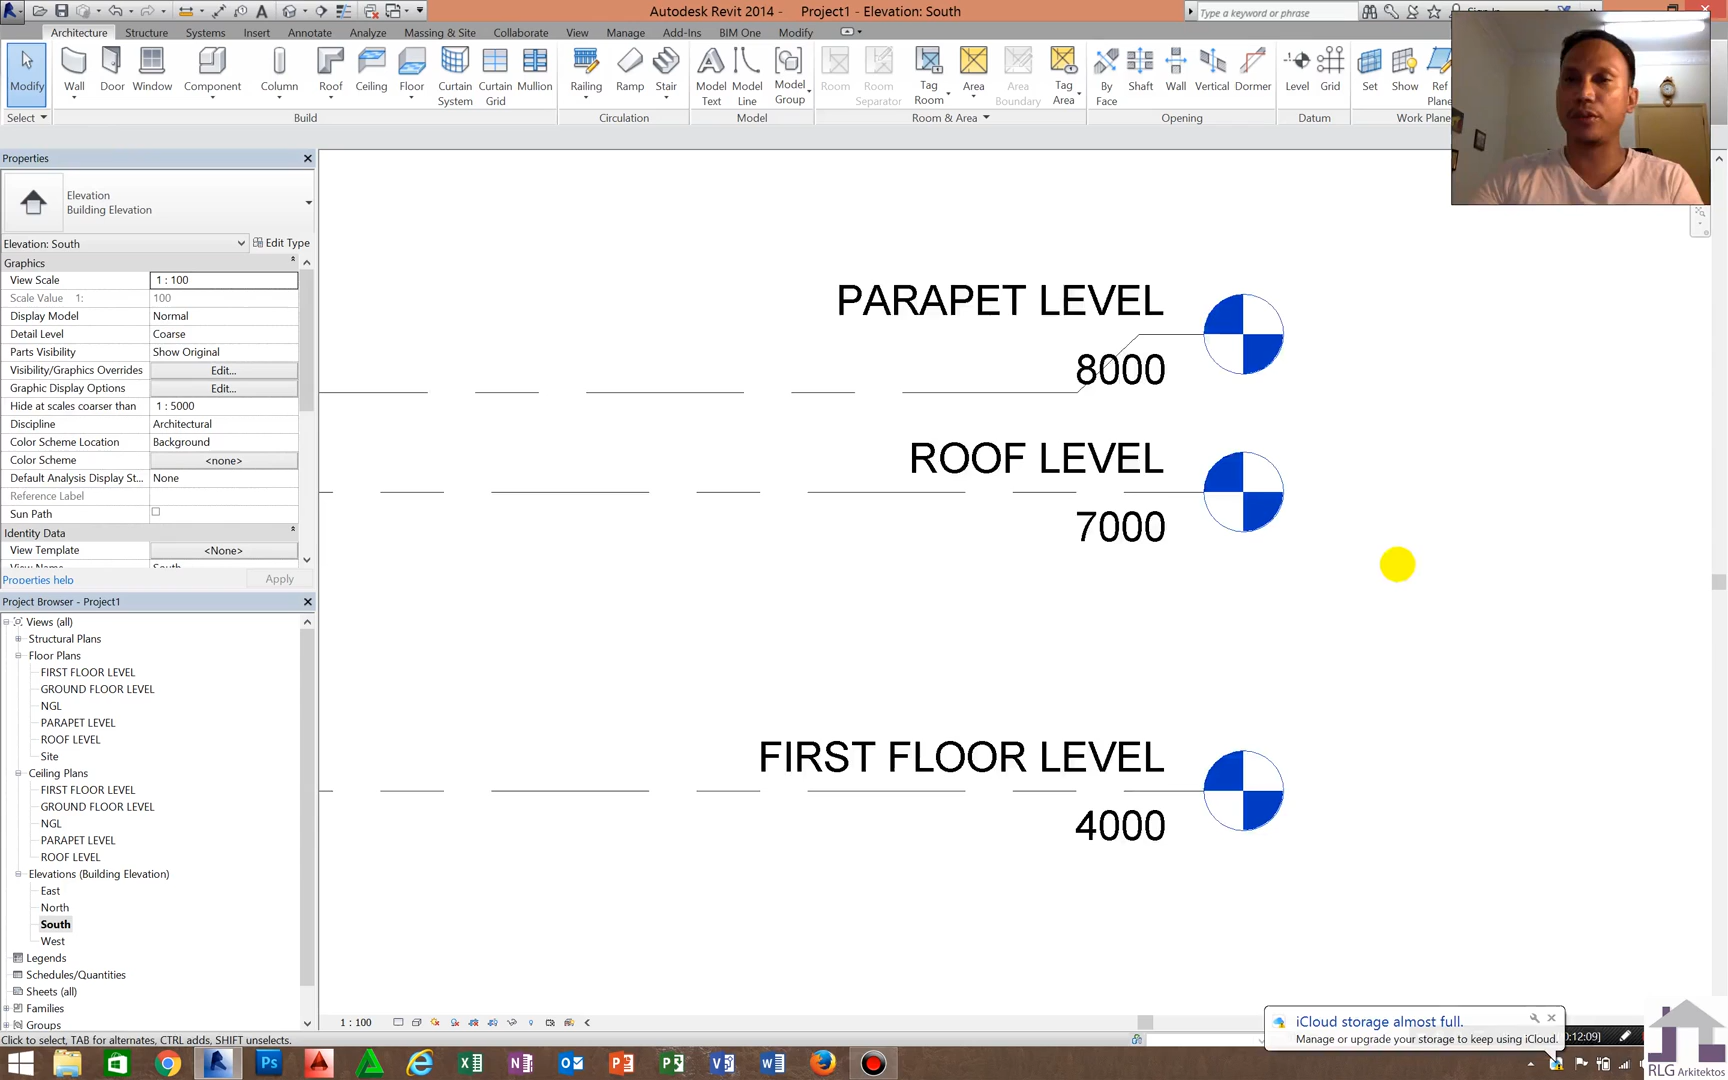 Autodesk Revit 2014 - Project1 - Elevation: South
Type a keyword or phrase
Architecture Structure Systems Insert Annotate Analyze Massing & Site Collaborate View Manage Add-Ins BIM One Modify
Modify Wall Door Window Component Column Roof Ceiling Floor Curtain System Curtain Grid Mullion Railing Ramp Stair Model Text Model Line Model Group Room Room Separator Tag Room Area Area Boundary Tag Area By Face Shaft Wall Vertical Dormer Level Grid Set Show Ref Plane
Select Build Circulation Model Room & Area Opening Datum Work Plane
Properties
Elevation
Building Elevation
Elevation: South Edit Type
Graphics
View Scale 1 : 100
Scale Value 1: 100
Display Model Normal
Detail Level Coarse
Parts Visibility Show Original
Visibility/Graphics Overrides Edit...
Graphic Display Options Edit...
Hide at scales coarser than 1 : 5000
Discipline Architectural
Color Scheme Location Background
Color Scheme <none>
Default Analysis Display St... None
Reference Label
Sun Path
Identity Data
View Template <None>
View Name South
Properties help Apply
Project Browser - Project1
Views (all)
Structural Plans
Floor Plans
FIRST FLOOR LEVEL
GROUND FLOOR LEVEL
NGL
PARAPET LEVEL
ROOF LEVEL
Site
Ceiling Plans
FIRST FLOOR LEVEL
GROUND FLOOR LEVEL
NGL
PARAPET LEVEL
ROOF LEVEL
Elevations (Building Elevation)
East
North
South
West
Legends
Schedules/Quantities
Sheets (all)
Families
Groups
PARAPET LEVEL
8000
ROOF LEVEL
7000
FIRST FLOOR LEVEL
4000
1 : 100
Click to select, TAB for alternates, CTRL adds, SHIFT unselects.
iCloud storage almost full.
Manage or upgrade your storage to keep using iCloud.
0:12:09]
RLG Arkitektos